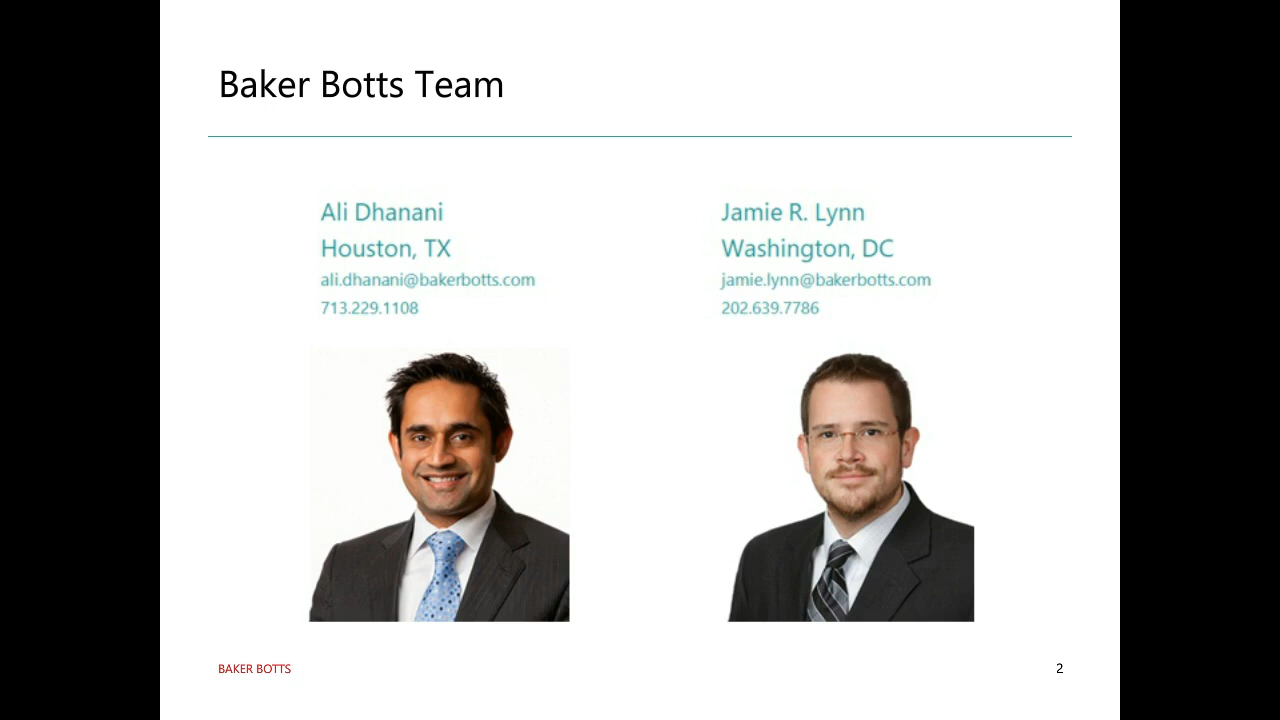 Baker Botts Team
Ali Dhanani
Houston, TX
ali.dhanani@bakerbotts.com
713.229.1108
Jamie R. Lynn
Washington, DC
jamie.lynn@bakerbotts.com
202.639.7786
BAKER BOTTS
2